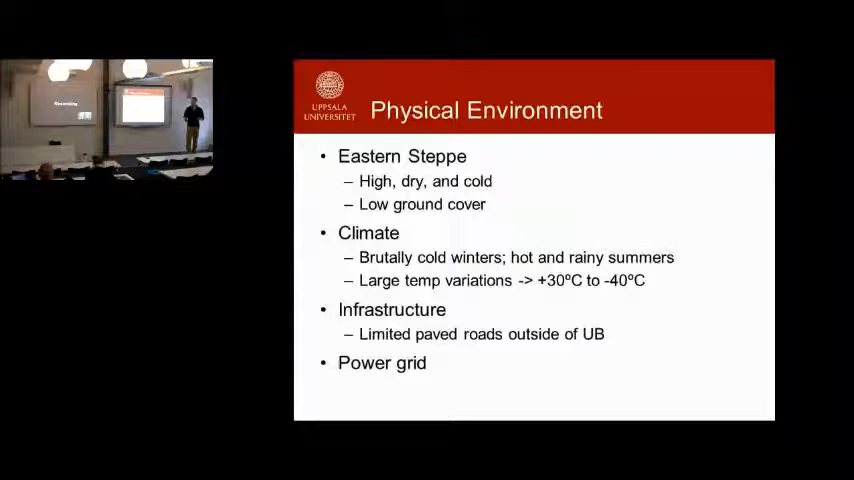 UPPSALA
UNIVERSITET
Physical Environment
• Eastern Steppe
– High, dry, and cold
– Low ground cover
• Climate
– Brutally cold winters; hot and rainy summers
– Large temp variations -> +30ºC to -40ºC
• Infrastructure
– Limited paved roads outside of UB
• Power grid